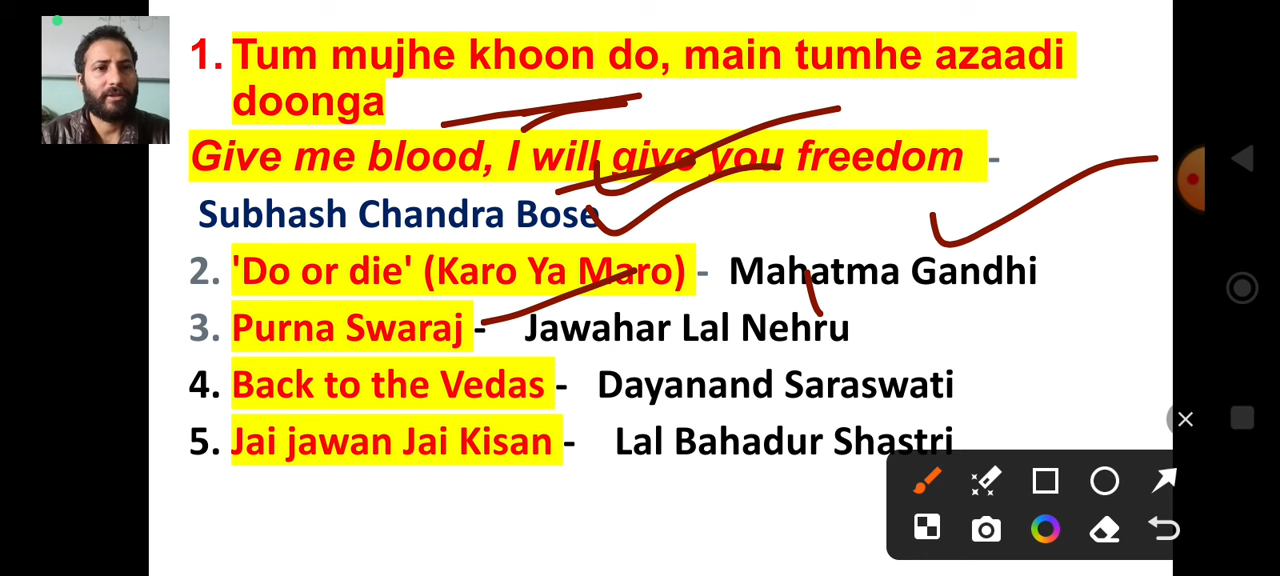 1. Tum mujhe khoon do, main tumhe azaadi
doonga
Give me blood, I will give you freedom -
Subhash Chandra Bose
2. 'Do or die' (Karo Ya Maro) - Mahatma Gandhi
3. Purna Swaraj - Jawahar Lal Nehru
4. Back to the Vedas - Dayanand Saraswati
5. Jai jawan Jai Kisan - Lal Bahadur Shastri